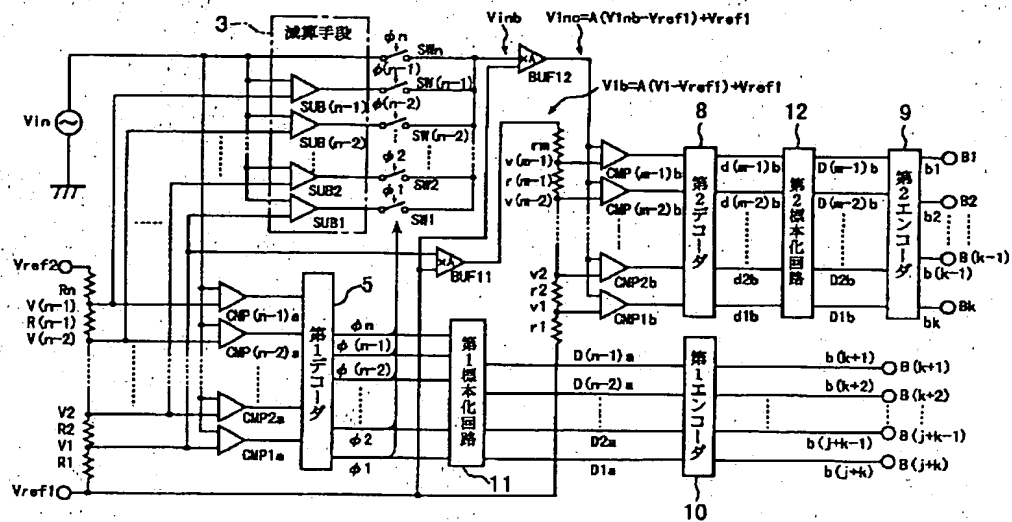 3
減算手段
φn
SWn
φ(n-1)
SW(n-1)
φ(n-2)
SW(n-2)
φ2
SW2
φ1
SW1
SUB(n-1)
SUB(n-2)
SUB2
SUB1
Vin
Vinb
Vinc=A(Vinb-Vref1)+Vref1
×A
BUF12
V1b=A(V1-Vref1)+Vref1
×A
BUF11
rm
v(m-1)
r(m-1)
v(m-2)
v2
r2
v1
r1
CMP(m-1)b
CMP(m-2)b
CMP2b
CMP1b
8
第2デコーダ
d(m-1)b
d(m-2)b
d2b
d1b
12
第2標本化回路
D(m-1)b
D(m-2)b
D2b
D1b
9
第2エンコーダ
b1
B1
b2
B2
b(k-1)
B(k-1)
bk
Bk
Vref2
Rn
V(n-1)
R(n-1)
V(n-2)
V2
R2
V1
R1
Vref1
CMP(n-1)a
CMP(n-2)a
CMP2a
CMP1a
5
第1デコーダ
φn
φ(n-1)
φ(n-2)
φ2
φ1
第1標本化回路
11
D(n-1)a
D(n-2)a
D2a
D1a
第1エンコーダ
10
b(k+1)
B(k+1)
b(k+2)
B(k+2)
b(j+k-1)
B(j+k-1)
b(j+k)
B(j+k)